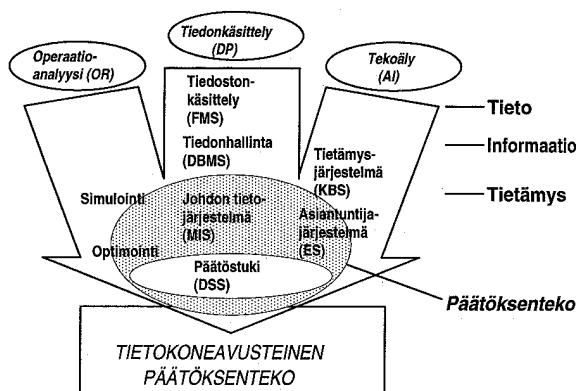 Tiedonkäsittely
(DP)
Operaatio-
analyysi (OR)
Tekoäly
(AI)
Tiedoston-
käsittely
(FMS)
Tiedonhallinta
(DBMS)
Tietämys-
järjestelmä
(KBS)
Simulointi
Johdon tieto-
järjestelmä
(MIS)
Asiantuntija-
järjestelmä
(ES)
Optimointi
Päätöstuki
(DSS)
Tieto
Informaatio
Tietämys
Päätöksenteko
TIETOKONEAVUSTEINEN
PÄÄTÖKSENTEKO